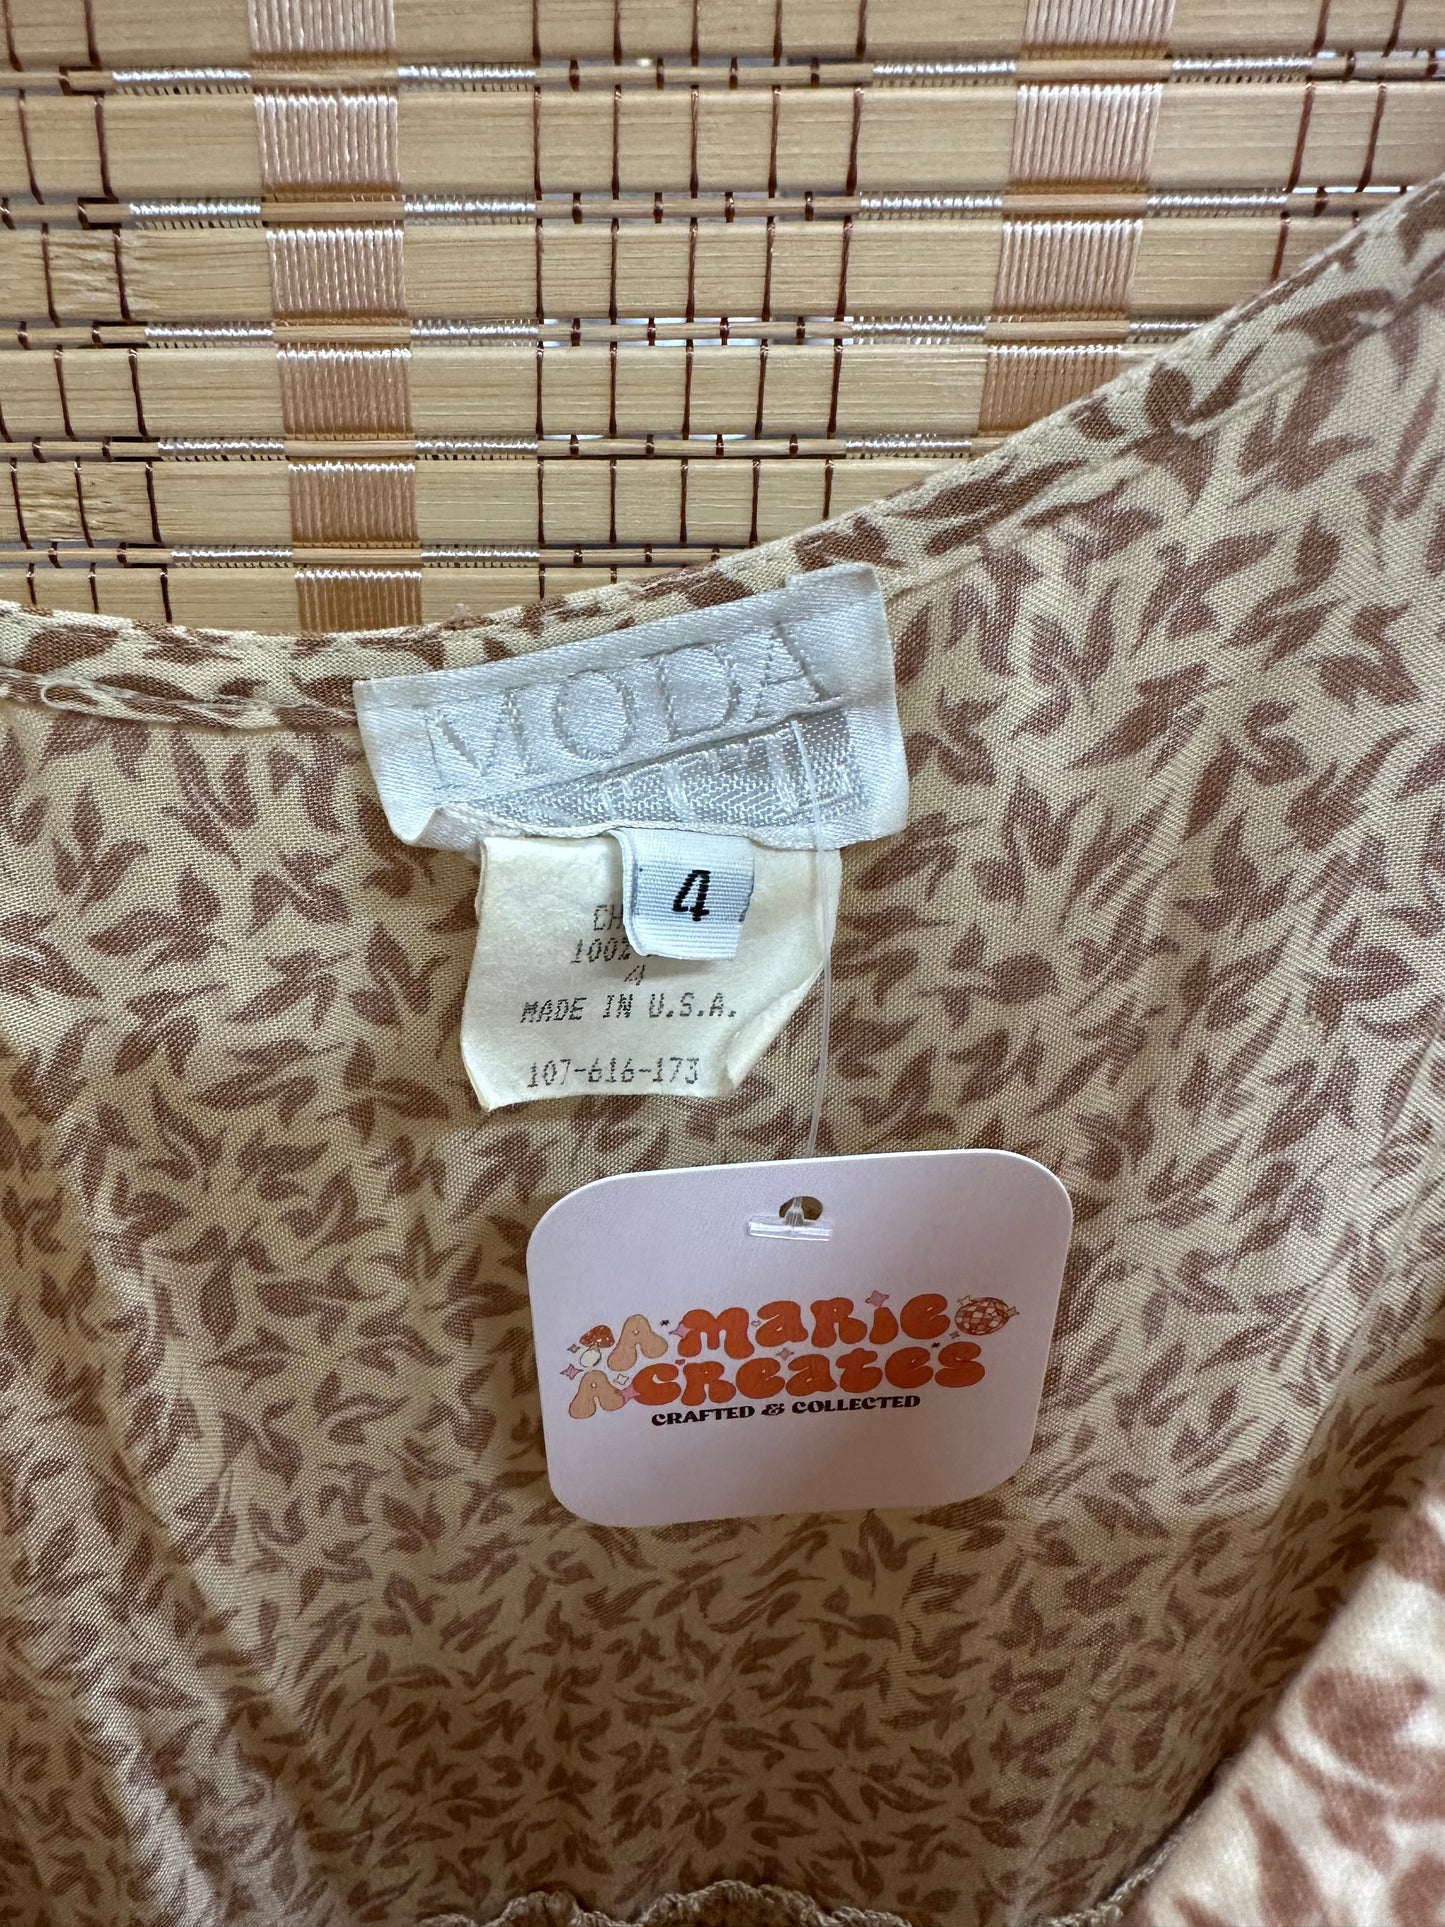 MODA
4
CH
100%
4
MADE IN U.S.A.
107-616-173
A MARIE
CREATES
CRAFTED & COLLECTED